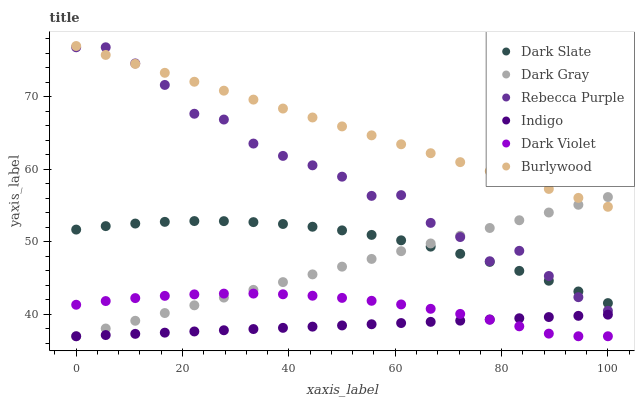 title
yaxis_label
70
60
50
40
0
20
40
60
80
100
xaxis_label
Dark Slate
Dark Gray
Rebecca Purple
Indigo
Dark Violet
Burlywood